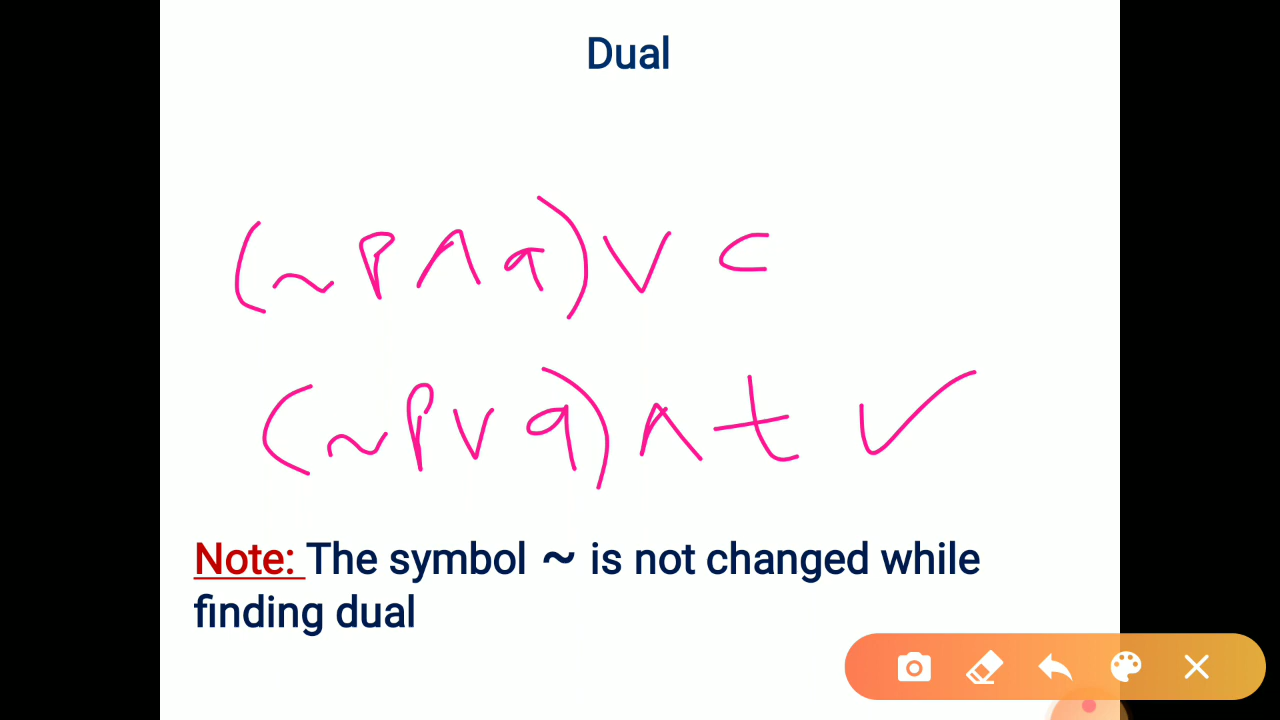 Dual
(~p∧q)∨c
(~p∨q)∧t ✓
Note: The symbol ~ is not changed while
finding dual